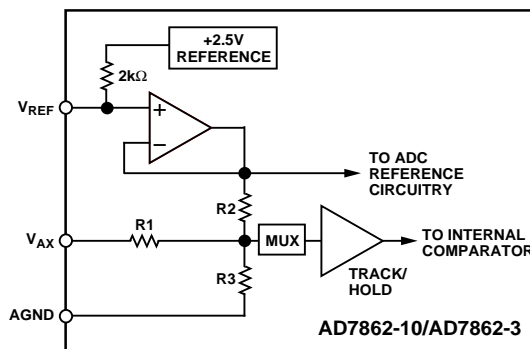 +2.5V
REFERENCE
2kΩ
VREF
+
−
TO ADC
REFERENCE
CIRCUITRY
R2
VAX
R1
MUX
TO INTERNAL
COMPARATOR
TRACK/
HOLD
R3
AGND
AD7862-10/AD7862-3